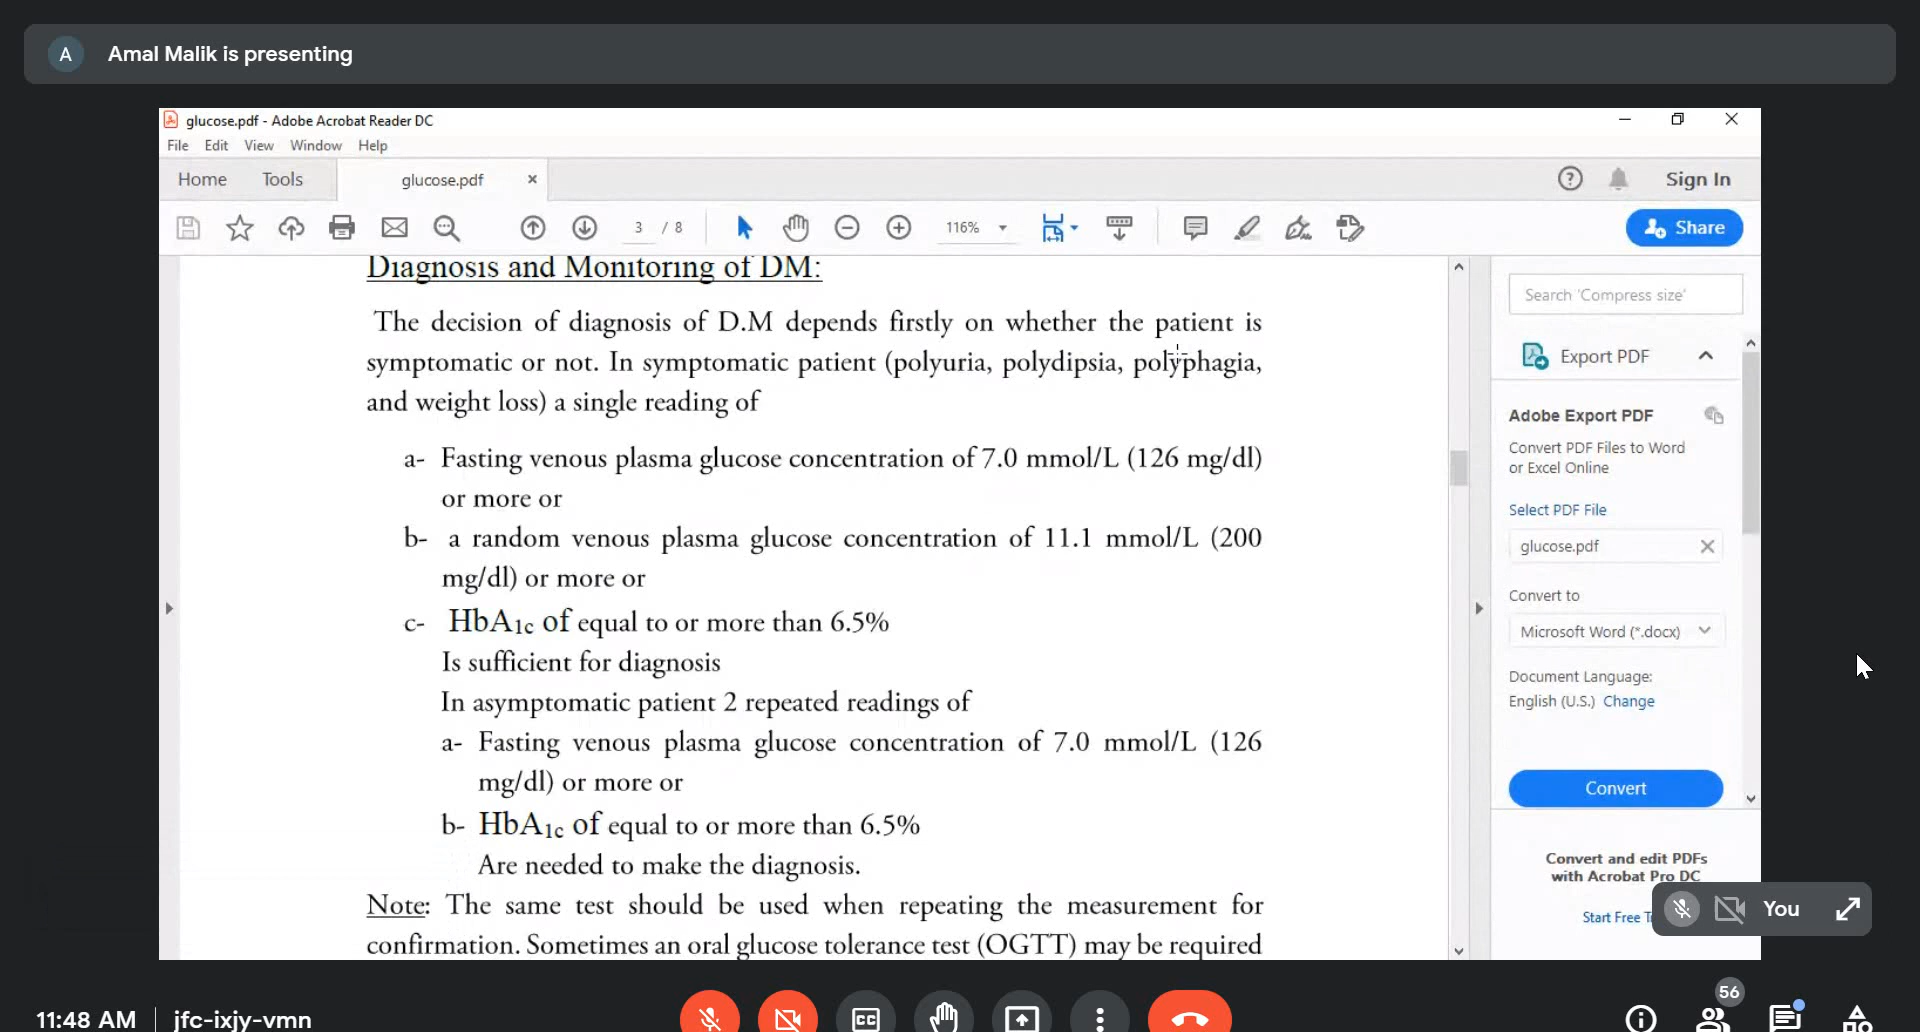 A Amal Malik is presenting
glucose.pdf - Adobe Acrobat Reader DC
File Edit View Window Help
Home Tools glucose.pdf × Sign In
3 / 8 116% Share
Diagnosis and Monitoring of DM:
The decision of diagnosis of D.M depends firstly on whether the patient is
symptomatic or not. In symptomatic patient (polyuria, polydipsia, polyphagia,
and weight loss) a single reading of
a- Fasting venous plasma glucose concentration of 7.0 mmol/L (126 mg/dl)
or more or
b- a random venous plasma glucose concentration of 11.1 mmol/L (200
mg/dl) or more or
c- HbA1c of equal to or more than 6.5%
Is sufficient for diagnosis
In asymptomatic patient 2 repeated readings of
a- Fasting venous plasma glucose concentration of 7.0 mmol/L (126
mg/dl) or more or
b- HbA1c of equal to or more than 6.5%
Are needed to make the diagnosis.
Note: The same test should be used when repeating the measurement for
confirmation. Sometimes an oral glucose tolerance test (OGTT) may be required
Search 'Compress size'
Export PDF
Adobe Export PDF
Convert PDF Files to Word
or Excel Online
Select PDF File
glucose.pdf
Convert to
Microsoft Word (*.docx)
Document Language:
English (U.S.) Change
Convert
Convert and edit PDFs
with Acrobat Pro DC
Start Free
You
11:48 AM jfc-ixjy-vmn
CC
56